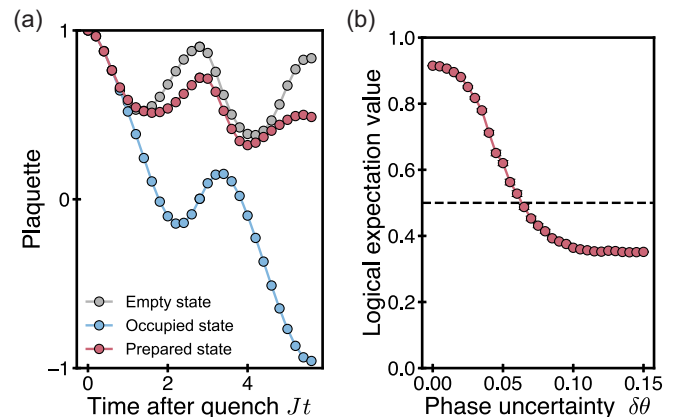 (a)
Plaquette
1
0
−1
Empty state
Occupied state
Prepared state
0
2
4
Time after quench Jt
(b)
Logical expectation value
1.0
0.8
0.6
0.4
0.2
0.0
0.00
0.05
0.10
0.15
Phase uncertainty δθ